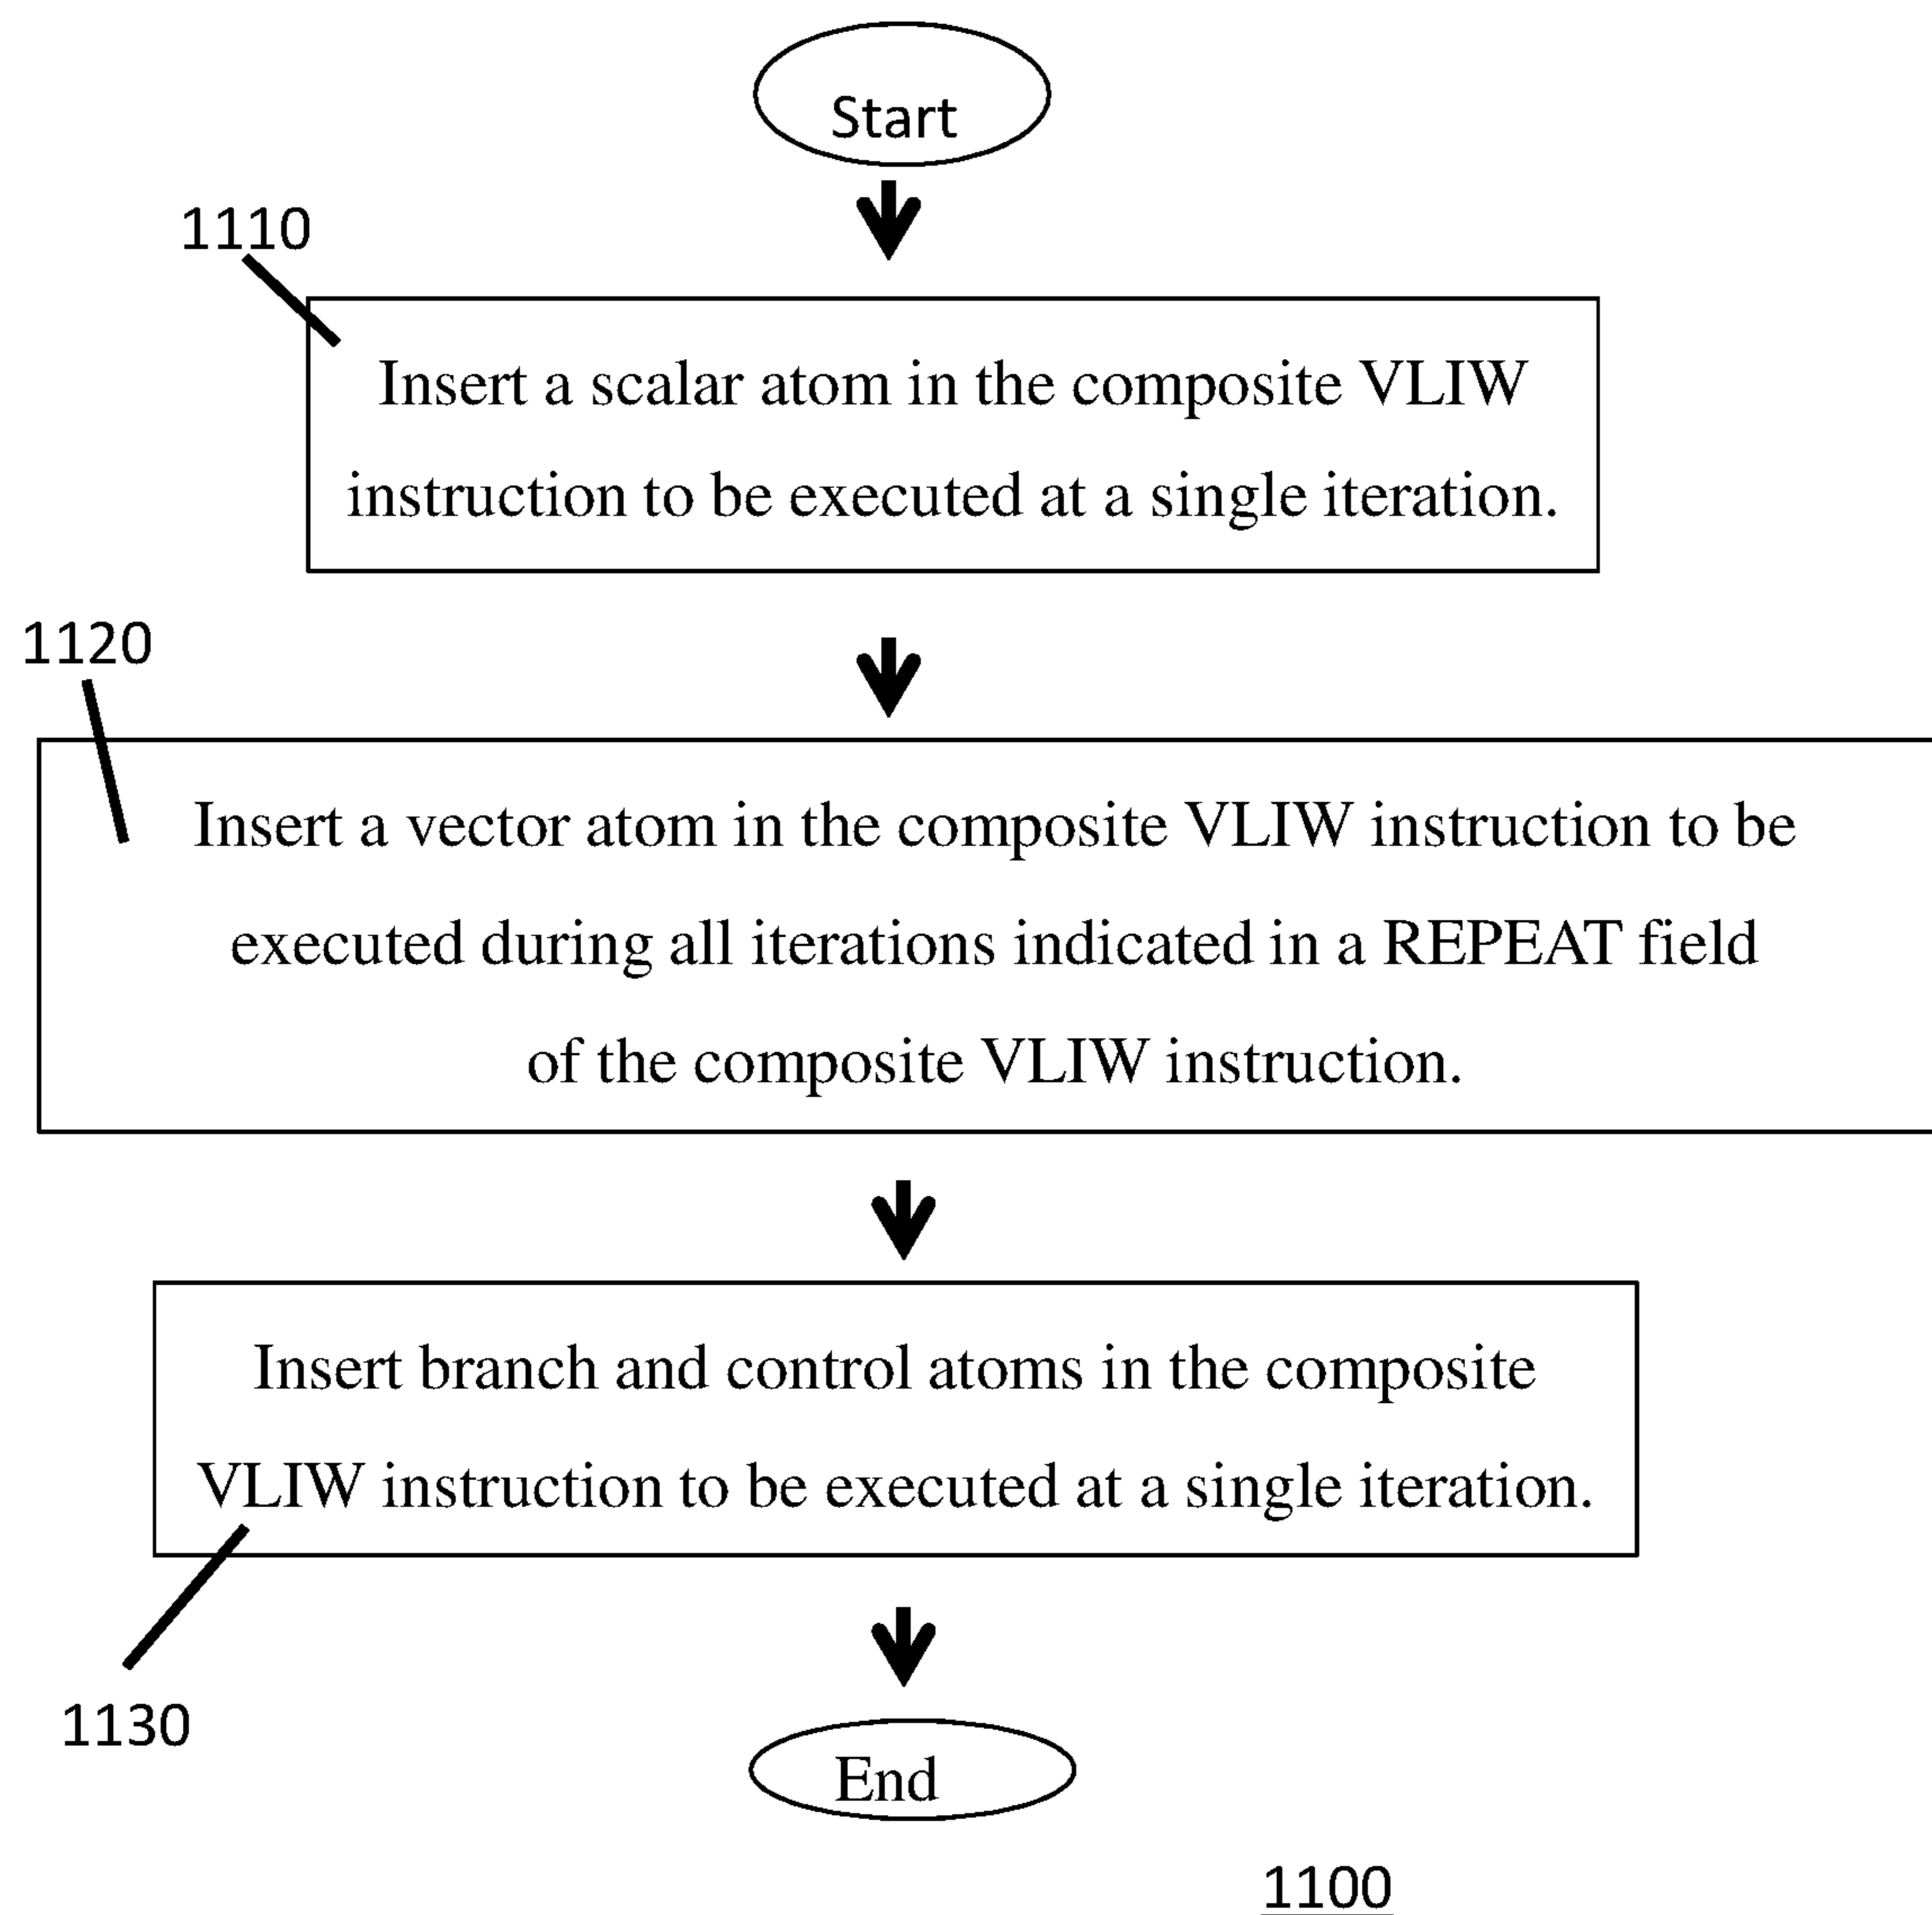 Start
1110
Insert a scalar atom in the composite VLIW
instruction to be executed at a single iteration.
1120
Insert a vector atom in the composite VLIW instruction to be
executed during all iterations indicated in a REPEAT field
of the composite VLIW instruction.
Insert branch and control atoms in the composite
VLIW instruction to be executed at a single iteration.
1130
End
1100